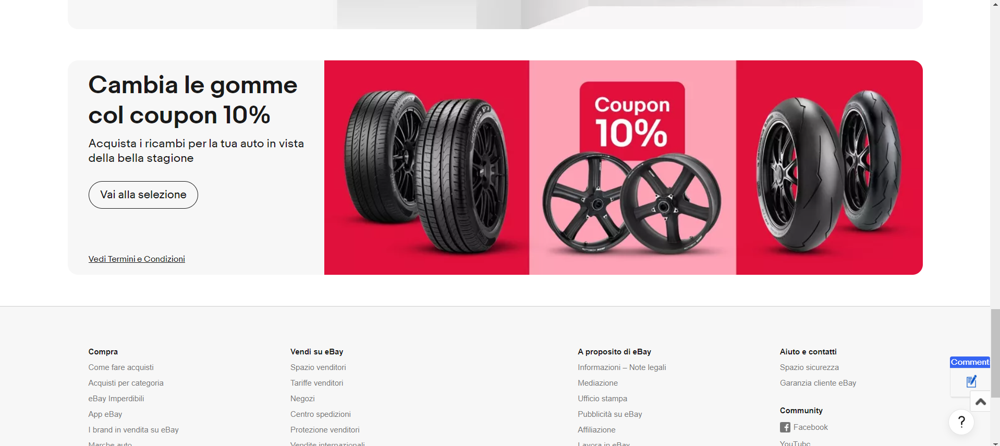 Cambia le gomme
col coupon 10%
Acquista i ricambi per la tua auto in vista
della bella stagione
Vai alla selezione
Vedi Termini e Condizioni
Coupon
10%
Compra
Come fare acquisti
Acquisti per categoria
eBay Imperdibili
App eBay
I brand in vendita su eBay
Marche auto
Vendi su eBay
Spazio venditori
Tariffe venditori
Negozi
Centro spedizioni
Protezione venditori
Vendite internazionali
A proposito di eBay
Informazioni – Note legali
Mediazione
Ufficio stampa
Pubblicità su eBay
Affiliazione
Lavora in eBay
Aiuto e contatti
Spazio sicurezza
Garanzia cliente eBay
Community
Facebook
YouTube
Commenti
?